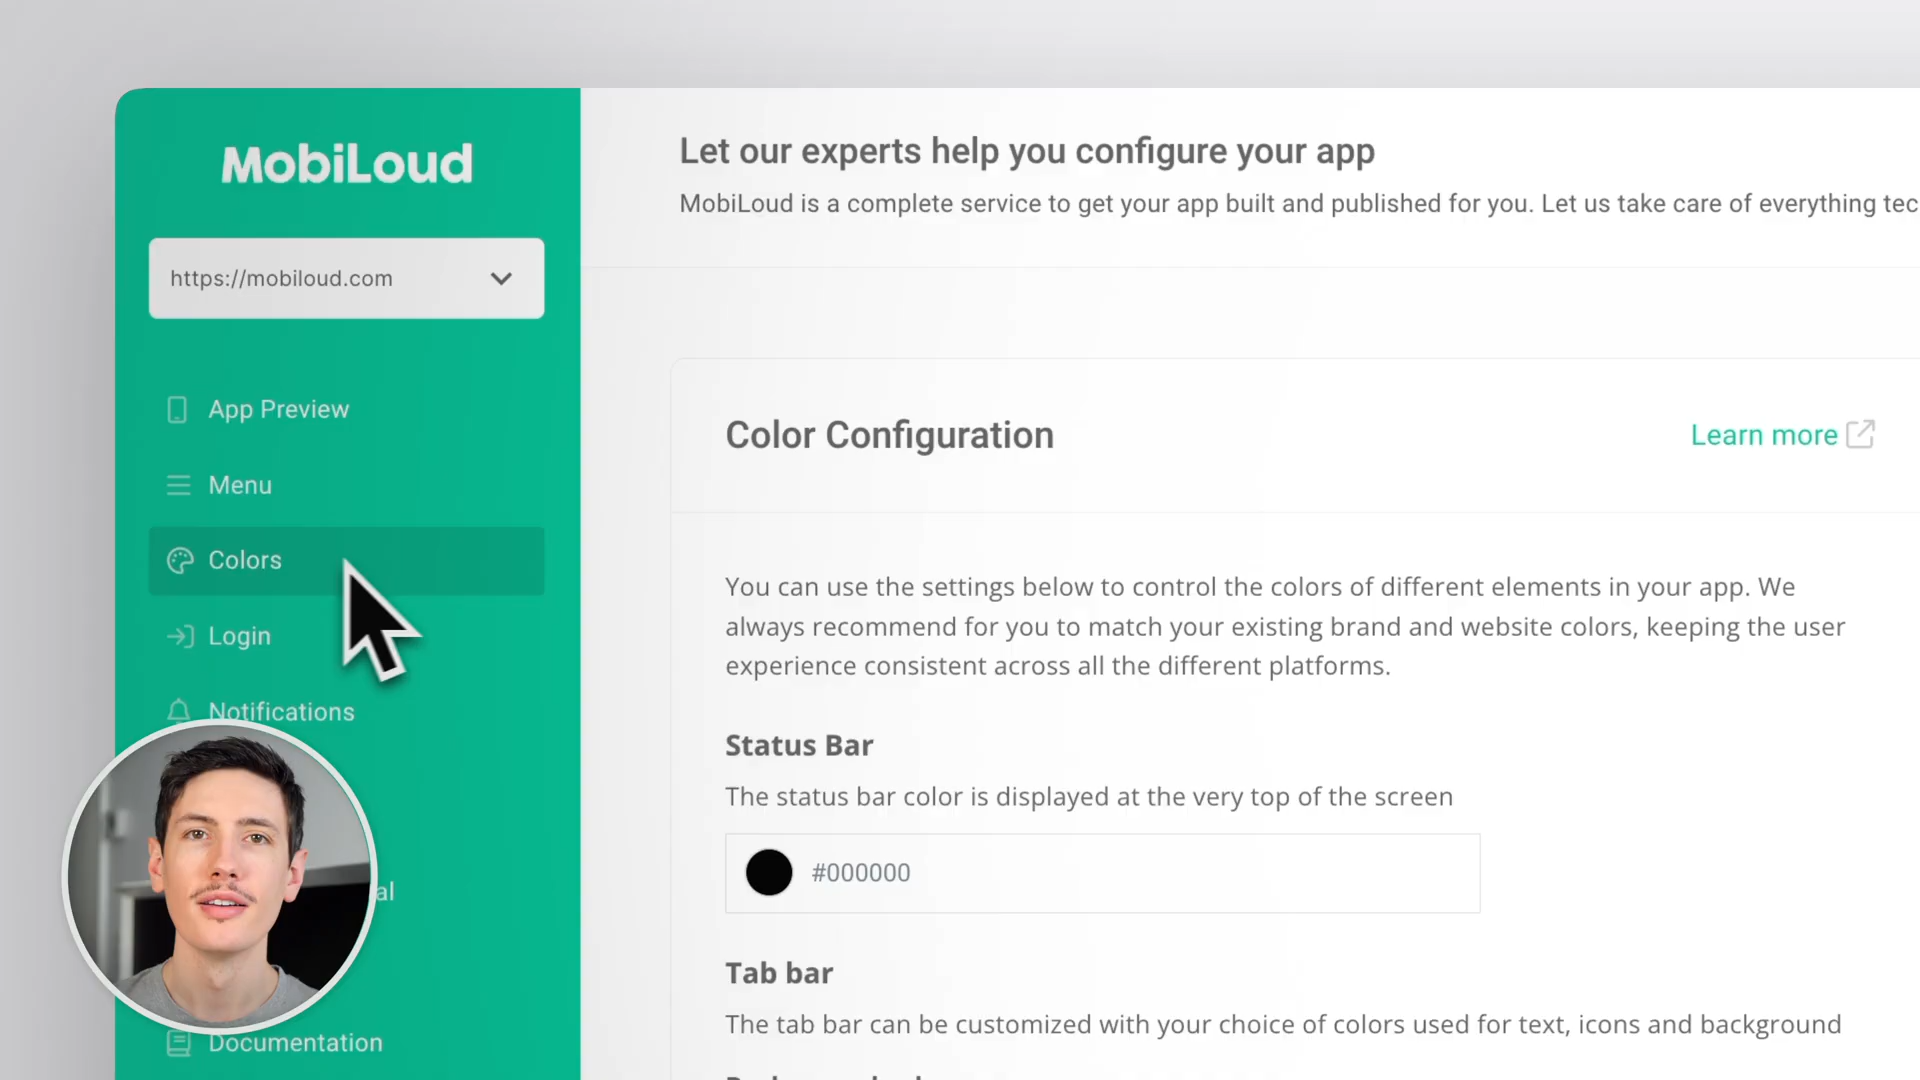 MobiLoud
https://mobiloud.com
App Preview
Menu
Colors
Login
Notifications
al
Documentation
Let our experts help you configure your app
MobiLoud is a complete service to get your app built and published for you. Let us take care of everything tec
Color Configuration
Learn more
You can use the settings below to control the colors of different elements in your app. We
always recommend for you to match your existing brand and website colors, keeping the user
experience consistent across all the different platforms.
Status Bar
The status bar color is displayed at the very top of the screen
#000000
Tab bar
The tab bar can be customized with your choice of colors used for text, icons and background